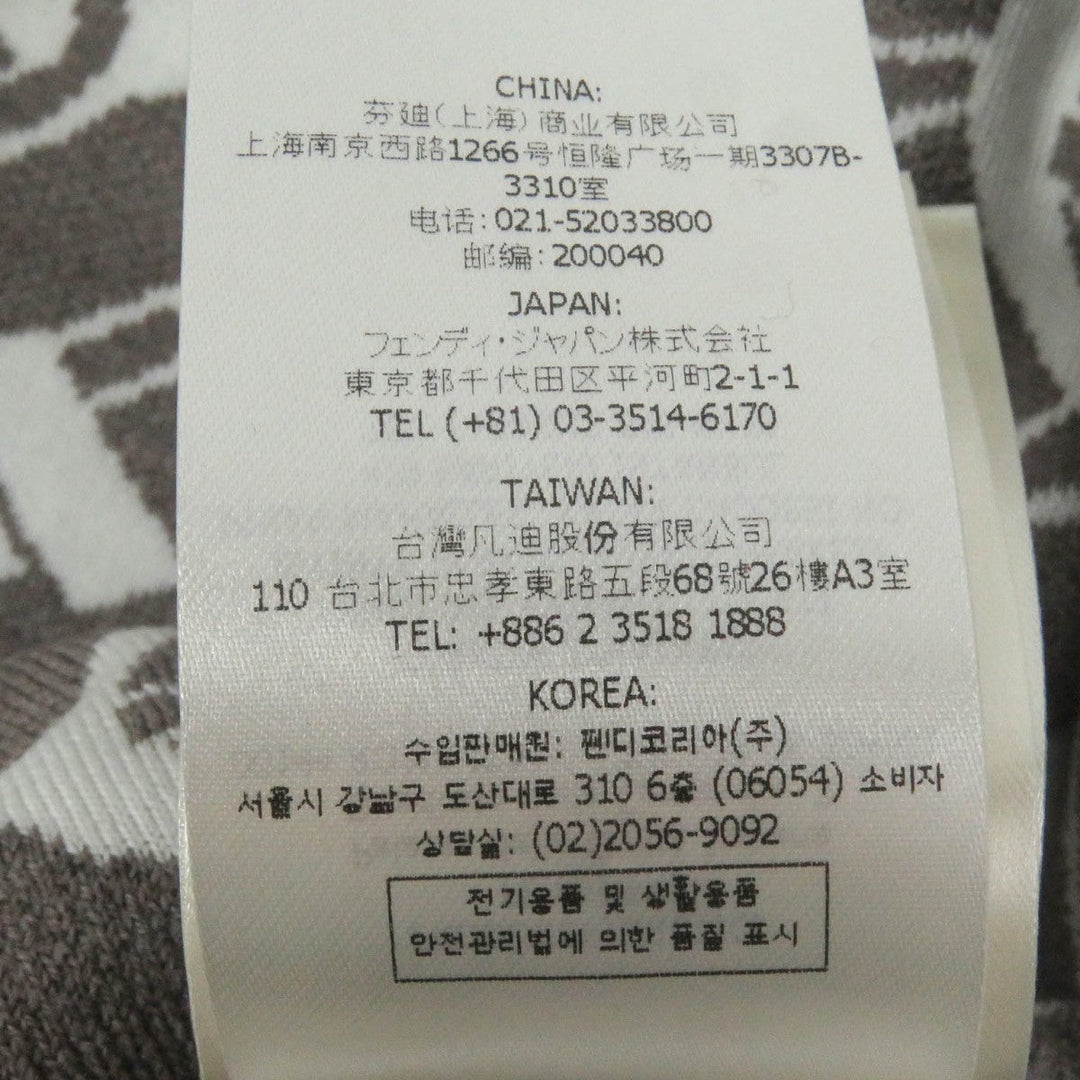 CHINA:
芬迪(上海)商业有限公司
上海南京西路1266号恒隆广场一期3307B-
3310室
电话:021-52033800
邮编:200040
JAPAN:
フェンディ・ジャパン株式会社
東京都千代田区平河町2-1-1
TEL (+81) 03-3514-6170
TAIWAN:
台灣凡迪股份有限公司
110 台北市忠孝東路五段68號26樓A3室
TEL: +886 2 3518 1888
KOREA:
수입판매원: 펜디코리아(주)
서울시 강남구 도산대로 310 6층 (06054) 소비자
상담실: (02)2056-9092
전기용품 및 생활용품
안전관리법에 의한 품질 표시